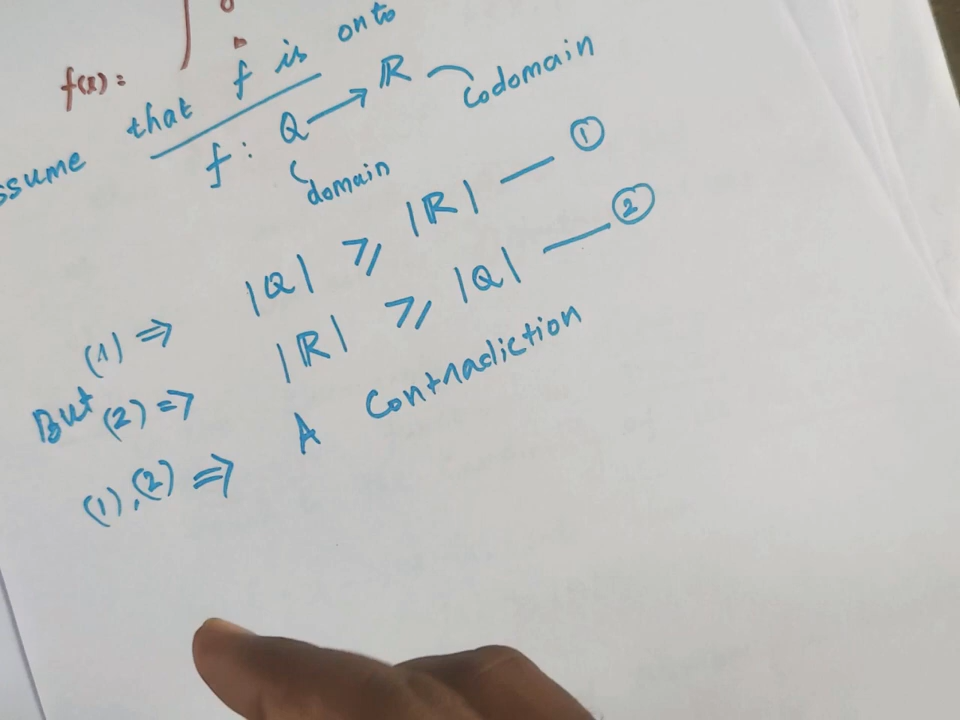 f(x) =
assume that f is onto
f : Q → ℝ codomain
domain
(1) ⇒ |Q| ⩾ |ℝ| — ①
But (2) => |ℝ| ⩾ |Q| — ②
(1),(2) ⇒ A Contradiction